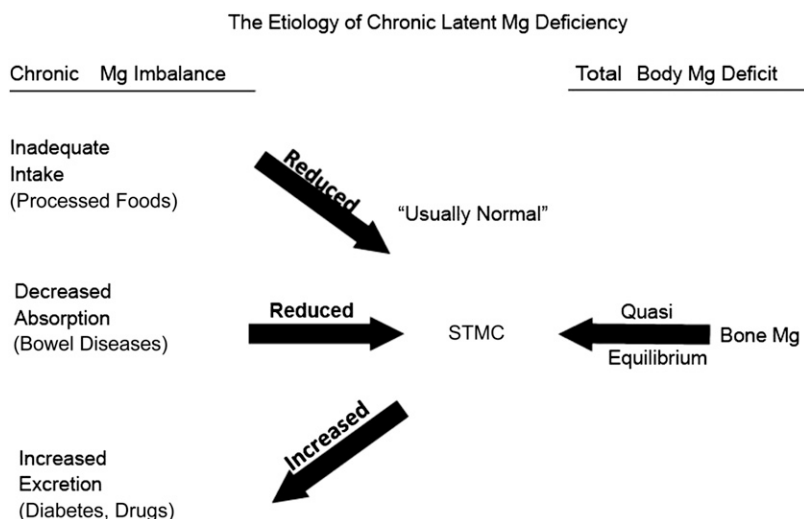 The Etiology of Chronic Latent Mg Deficiency
Chronic Mg Imbalance
Total Body Mg Deficit
Inadequate
Intake
(Processed Foods)
Reduced
“Usually Normal”
Decreased
Absorption
(Bowel Diseases)
Reduced
STMC
Quasi
Equilibrium
Bone Mg
Increased
Excretion
(Diabetes, Drugs)
Increased